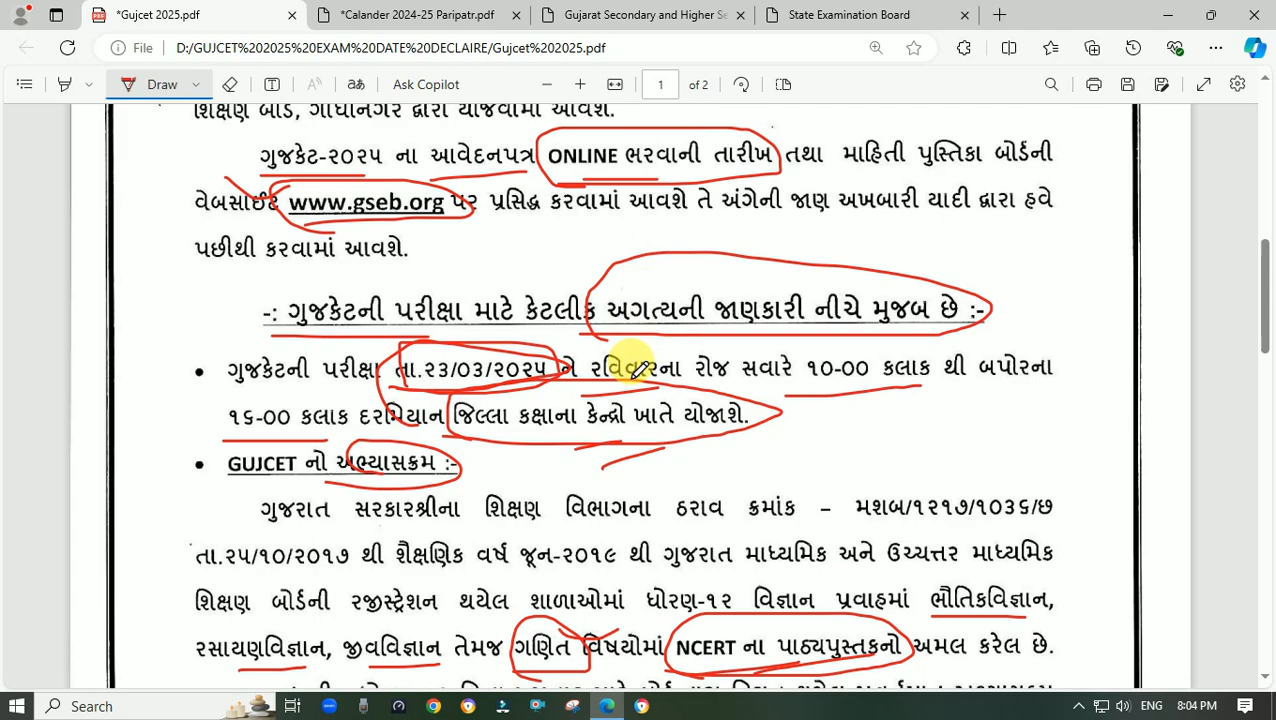 *Gujcet 2025.pdf
*Calander 2024-25 Paripatr.pdf
Gujarat Secondary and Higher Se
State Examination Board
File
D:/GUJCET%202025%20EXAM%20DATE%20DECLAIRE/Gujcet%202025.pdf
Draw
Ask Copilot
1 of 2
શિક્ષણ બોર્ડ, ગાંધીનગર દ્વારા યોજવામાં આવશે.
ગુજકેટ-૨૦૨૫ ના આવેદનપત્ર ONLINE ભરવાની તારીખ તથા માહિતી પુસ્તિકા બોર્ડની
વેબસાઈટ www.gseb.org પર પ્રસિદ્ધ કરવામાં આવશે તે અંગેની જાણ અખબારી યાદી દ્વારા હવે
પછીથી કરવામાં આવશે.
-: ગુજકેટની પરીક્ષા માટે કેટલીક અગત્યની જાણકારી નીચે મુજબ છે :-
• ગુજકેટની પરીક્ષા તા.૨૩/૦૩/૨૦૨૫ ને રવિવારના રોજ સવારે ૧૦-૦૦ કલાક થી બપોરના
૧૬-૦૦ કલાક દરમિયાન જિલ્લા કક્ષાના કેન્દ્રો ખાતે યોજાશે.
• GUJCET નો અભ્યાસક્રમ :-
ગુજરાત સરકારશ્રીના શિક્ષણ વિભાગના ઠરાવ ક્રમાંક – મશબ/૧૨૧૭/૧૦૩૬/છ
તા.૨૫/૧૦/૨૦૧૭ થી શૈક્ષણિક વર્ષ જૂન-૨૦૧૯ થી ગુજરાત માધ્યમિક અને ઉચ્ચત્તર માધ્યમિક
શિક્ષણ બોર્ડની રજીસ્ટ્રેશન થયેલ શાળાઓમાં ધોરણ-૧૨ વિજ્ઞાન પ્રવાહમાં ભૌતિકવિજ્ઞાન,
રસાયણવિજ્ઞાન, જીવવિજ્ઞાન તેમજ ગણિત વિષયોમાં NCERT ના પાઠ્યપુસ્તકનો અમલ કરેલ છે.
Search
ENG
8:04 PM